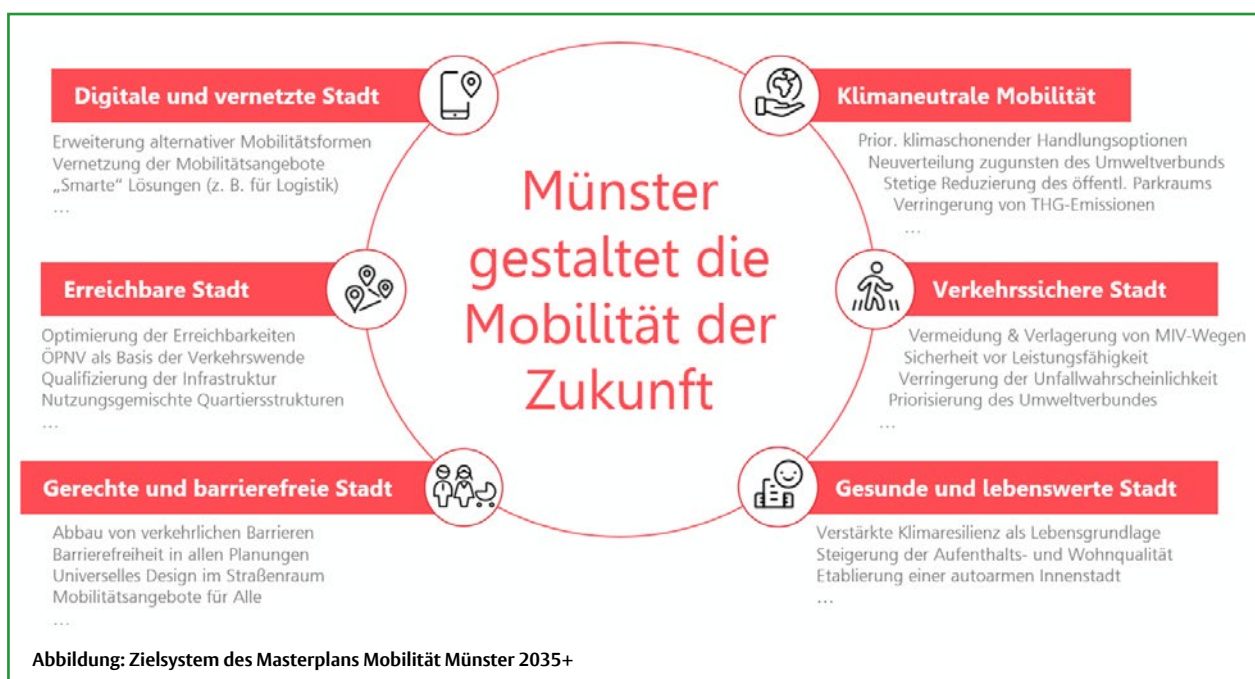 Digitale und vernetzte Stadt
Erweiterung alternativer Mobilitätsformen
Vernetzung der Mobilitätsangebote
„Smarte“ Lösungen (z. B. für Logistik)
...
Erreichbare Stadt
Optimierung der Erreichbarkeiten
ÖPNV als Basis der Verkehrswende
Qualifizierung der Infrastruktur
Nutzungsgemischte Quartiersstrukturen
...
Gerechte und barrierefreie Stadt
Abbau von verkehrlichen Barrieren
Barrierefreiheit in allen Planungen
Universelles Design im Straßenraum
Mobilitätsangebote für Alle
...
Münster
gestaltet die
Mobilität der
Zukunft
Klimaneutrale Mobilität
Prior. klimaschonender Handlungsoptionen
Neuverteilung zugunsten des Umweltverbunds
Stetige Reduzierung des öffentl. Parkraums
Verringerung von THG-Emissionen
...
Verkehrssichere Stadt
Vermeidung & Verlagerung von MIV-Wegen
Sicherheit vor Leistungsfähigkeit
Verringerung der Unfallwahrscheinlichkeit
Priorisierung des Umweltverbundes
...
Gesunde und lebenswerte Stadt
Verstärkte Klimaresilienz als Lebensgrundlage
Steigerung der Aufenthalts- und Wohnqualität
Etablierung einer autoarmen Innenstadt
...
Abbildung: Zielsystem des Masterplans Mobilität Münster 2035+